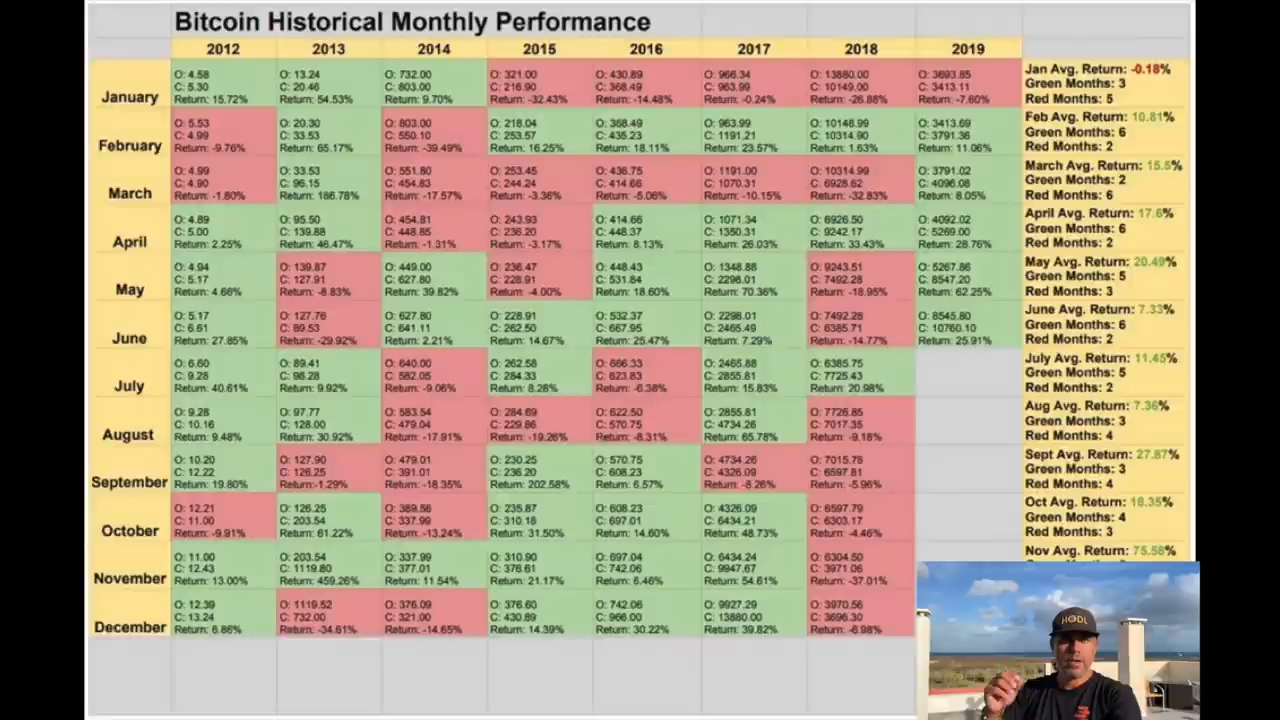 Bitcoin Historical Monthly Performance
2012 2013 2014 2015 2016 2017 2018 2019
January
O: 4.58 O: 13.24 O: 732.00 O: 321.00 O: 430.89 O: 966.34 O: 13880.00 O: 3693.85
C: 5.30 C: 20.46 C: 803.00 C: 216.90 C: 368.49 C: 963.99 C: 10149.00 C: 3413.11
Return: 15.72% Return: 54.53% Return: 9.70% Return: -32.43% Return: -14.48% Return: -0.24% Return: -26.88% Return: -7.60%
Jan Avg. Return: -0.18%
Green Months: 3
Red Months: 5
February
O: 5.53 O: 20.30 O: 803.00 O: 218.04 O: 368.49 O: 963.99 O: 10148.99 O: 3413.69
C: 4.99 C: 33.53 C: 550.10 C: 253.57 C: 435.23 C: 1191.21 C: 10314.90 C: 3791.36
Return: -9.76% Return: 65.17% Return: -39.49% Return: 16.25% Return: 18.11% Return: 23.57% Return: 1.63% Return: 11.06%
Feb Avg. Return: 10.81%
Green Months: 6
Red Months: 2
March
O: 4.99 O: 33.53 O: 551.80 O: 253.45 O: 436.75 O: 1191.00 O: 10314.99 O: 3791.02
C: 4.90 C: 96.15 C: 454.83 C: 244.24 C: 414.66 C: 1070.31 C: 6928.62 C: 4096.08
Return: -1.80% Return: 186.78% Return: -17.57% Return: -3.36% Return: -5.06% Return: -10.15% Return: -32.83% Return: 8.05%
March Avg. Return: 15.5%
Green Months: 2
Red Months: 6
April
O: 4.89 O: 95.50 O: 454.81 O: 243.93 O: 414.66 O: 1071.34 O: 6926.50 O: 4092.02
C: 5.00 C: 139.88 C: 448.85 C: 236.20 C: 448.37 C: 1350.31 C: 9242.17 C: 5269.00
Return: 2.25% Return: 46.47% Return: -1.31% Return: -3.17% Return: 8.13% Return: 26.03% Return: 33.43% Return: 28.76%
April Avg. Return: 17.6%
Green Months: 6
Red Months: 2
May
O: 4.94 O: 139.87 O: 449.00 O: 236.47 O: 448.43 O: 1348.88 O: 9243.51 O: 5267.86
C: 5.17 C: 127.91 C: 627.80 C: 228.91 C: 531.84 C: 2298.01 C: 7492.28 C: 8547.20
Return: 4.66% Return: -8.83% Return: 39.82% Return: -4.00% Return: 18.60% Return: 70.36% Return: -18.95% Return: 62.25%
May Avg. Return: 20.49%
Green Months: 5
Red Months: 3
June
O: 5.17 O: 127.76 O: 627.80 O: 228.91 O: 532.37 O: 2298.01 O: 7492.28 O: 8545.80
C: 6.61 C: 89.53 C: 641.11 C: 262.50 C: 667.95 C: 2465.49 C: 6385.71 C: 10760.10
Return: 27.85% Return: -29.92% Return: 2.21% Return: 14.67% Return: 25.47% Return: 7.29% Return: -14.77% Return: 25.91%
June Avg. Return: 7.33%
Green Months: 6
Red Months: 2
July
O: 6.60 O: 89.41 O: 640.00 O: 262.58 O: 666.33 O: 2465.88 O: 6385.75
C: 9.28 C: 98.28 C: 582.05 C: 284.33 C: 623.83 C: 2855.81 C: 7725.43
Return: 40.61% Return: 9.92% Return: -9.06% Return: 8.28% Return: -6.38% Return: 15.83% Return: 20.98%
July Avg. Return: 11.45%
Green Months: 5
Red Months: 2
August
O: 9.28 O: 97.77 O: 583.54 O: 284.69 O: 622.50 O: 2855.81 O: 7726.85
C: 10.16 C: 128.00 C: 479.04 C: 229.86 C: 570.75 C: 4734.26 C: 7017.35
Return: 9.48% Return: 30.92% Return: -17.91% Return: -19.26% Return: -8.31% Return: 65.78% Return: -9.18%
Aug Avg. Return: 7.36%
Green Months: 3
Red Months: 4
September
O: 10.20 O: 127.90 O: 479.01 O: 230.25 O: 570.75 O: 4734.26 O: 7015.78
C: 12.22 C: 126.25 C: 391.01 C: 236.20 C: 608.23 C: 4326.09 C: 6597.81
Return: 19.80% Return:-1.29% Return: -18.35% Return: 202.58% Return: 6.57% Return: -8.26% Return: -5.96%
Sept Avg. Return: 27.87%
Green Months: 3
Red Months: 4
October
O: 12.21 O: 126.25 O: 389.56 O: 235.87 O: 608.23 O: 4326.09 O: 6597.79
C: 11.00 C: 203.54 C: 337.99 C: 310.18 C: 697.01 C: 6434.21 C: 6303.17
Return: -9.91% Return: 61.22% Return: -13.24% Return: 31.50% Return: 14.60% Return: 48.73% Return: -4.46%
Oct Avg. Return: 18.35%
Green Months: 4
Red Months: 3
November
O: 11.00 O: 203.54 O: 337.99 O: 310.90 O: 697.04 O: 6434.24 O: 6304.50
C: 12.43 C: 1119.80 C: 377.01 C: 376.61 C: 742.06 C: 9947.67 C: 3971.06
Return: 13.00% Return: 459.26% Return: 11.54% Return: 21.17% Return: 6.46% Return: 54.61% Return: -37.01%
Nov Avg. Return: 75.58%
December
O: 12.39 O: 1119.52 O: 376.09 O: 376.60 O: 742.06 O: 9927.29 O: 3970.56
C: 13.24 C: 732.00 C: 321.00 C: 430.89 C: 966.00 C: 13880.00 C: 3696.30
Return: 6.86% Return: -34.61% Return: -14.65% Return: 14.39% Return: 30.22% Return: 39.82% Return: -6.98%
HODL